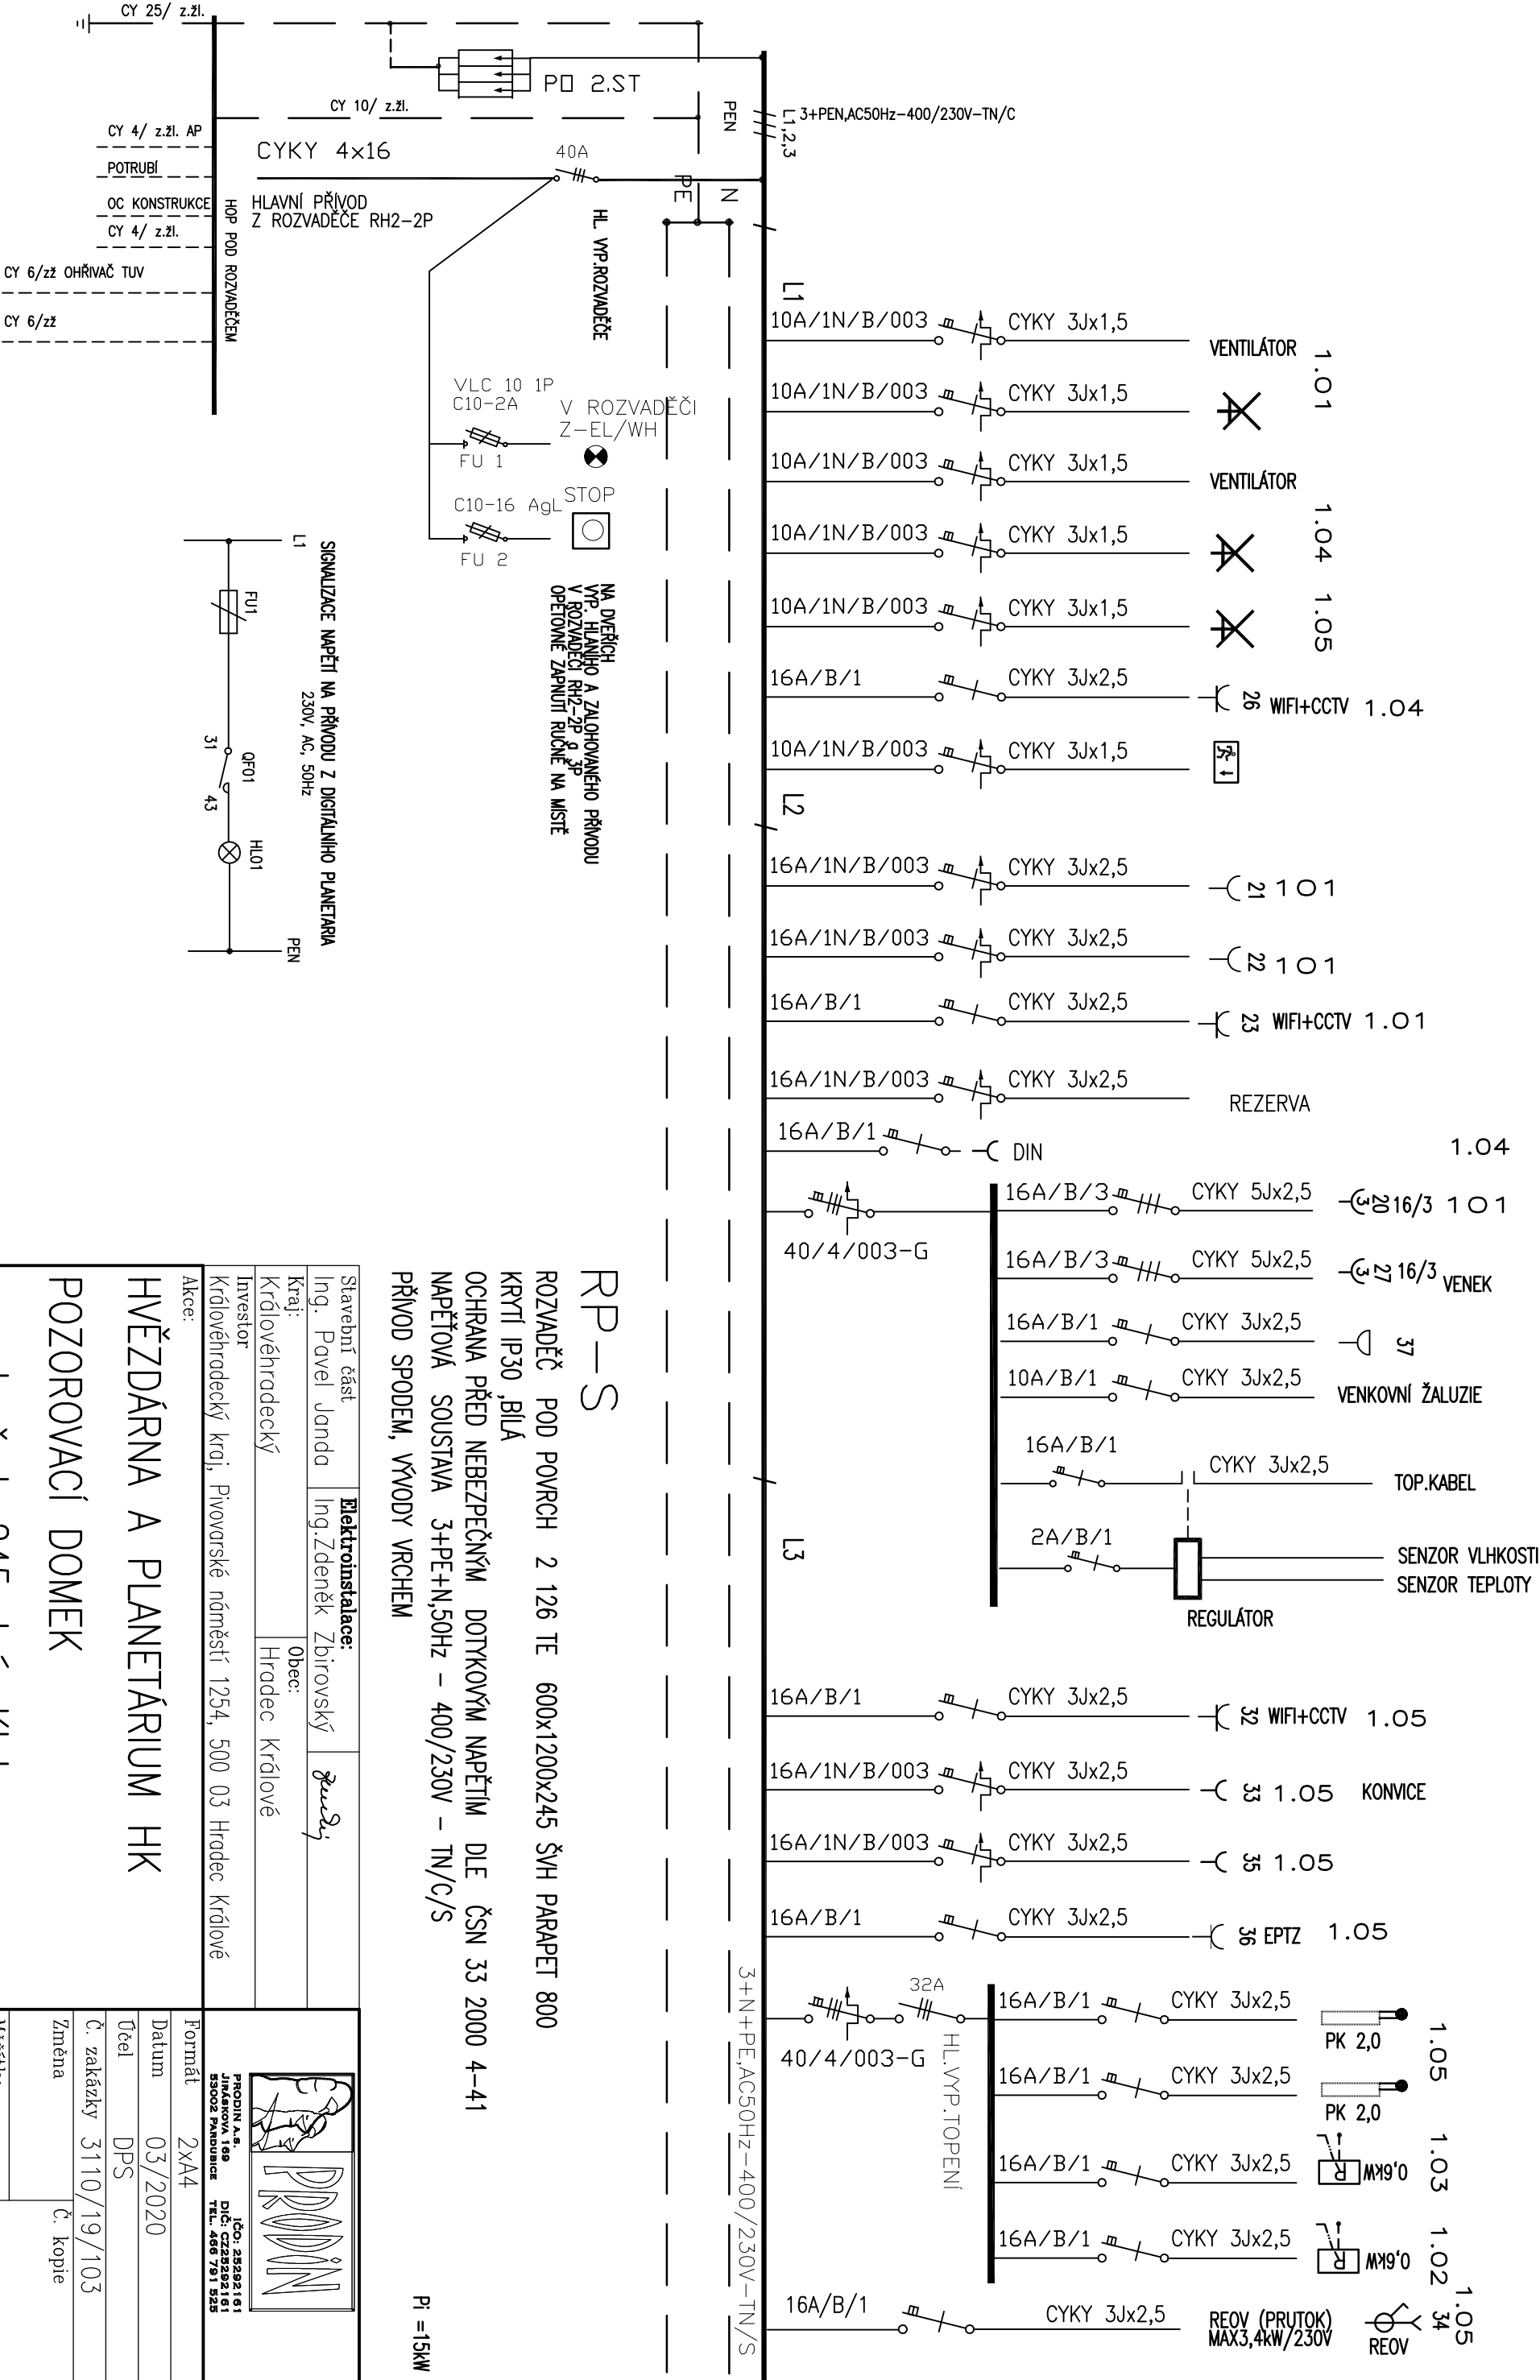 CY 25/ z.žl.
PO 2.ST
CY 10/ z.žl.
PEN
L1,2,3
3+PEN,AC50Hz-400/230V-TN/C
CY 4/ z.žl. AP
POTRUBÍ
OC KONSTRUKCE
CY 4/ z.žl.
CY 6/zž OHŘIVAČ TUV
CY 6/zž
HOP POD ROZVADĚČEM
CYKY 4x16
HLAVNÍ PŘÍVOD
Z ROZVADĚČE RH2-2P
40A
HL. VYP.ROZVADĚČE
PE
N
VLC 10 1P
C10-2A
FU 1
V ROZVADĚČI
Z-EL/WH
C10-16 AgL
FU 2
STOP
NA DVEŘÍCH
VYP. HLANÍHO A ZALOHOVANÉHO PŘÍVODU
V ROZVADĚČI RH2-2P a 3P
OPĚTOVNÉ ZAPNUTÍ RUČNĚ NA MÍSTĚ
SIGNALIZACE NAPĚTÍ NA PŘÍVODU Z DIGITÁLNÍHO PLANETARIA
230V, AC, 50Hz
L1
FU1
31
QF01
43
HL01
PEN
L1
10A/1N/B/003 CYKY 3Jx1,5 VENTILÁTOR
1.01
10A/1N/B/003 CYKY 3Jx1,5
10A/1N/B/003 CYKY 3Jx1,5 VENTILÁTOR
1.04
10A/1N/B/003 CYKY 3Jx1,5
1.05
10A/1N/B/003 CYKY 3Jx1,5
16A/B/1 CYKY 3Jx2,5 26 WIFI+CCTV 1.04
10A/1N/B/003 CYKY 3Jx1,5
L2
16A/1N/B/003 CYKY 3Jx2,5 21 101
16A/1N/B/003 CYKY 3Jx2,5 22 101
16A/B/1 CYKY 3Jx2,5 23 WIFI+CCTV 1.01
16A/1N/B/003 CYKY 3Jx2,5 REZERVA
16A/B/1 DIN 1.04
40/4/003-G
16A/B/3 CYKY 5Jx2,5 3 20 16/3 101
16A/B/3 CYKY 5Jx2,5 3 27 16/3 VENEK
16A/B/1 CYKY 3Jx2,5 37
10A/B/1 CYKY 3Jx2,5 VENKOVNÍ ŽALUZIE
16A/B/1 CYKY 3Jx2,5 TOP.KABEL
2A/B/1 SENZOR VLHKOSTI
SENZOR TEPLOTY
REGULÁTOR
L3
16A/B/1 CYKY 3Jx2,5 32 WIFI+CCTV 1.05
16A/1N/B/003 CYKY 3Jx2,5 33 1.05 KONVICE
16A/1N/B/003 CYKY 3Jx2,5 35 1.05
16A/B/1 CYKY 3Jx2,5 36 EPTZ 1.05
40/4/003-G
32A
HL.VYP.TOPENÍ
16A/B/1 CYKY 3Jx2,5 PK 2,0
1.05
16A/B/1 CYKY 3Jx2,5 PK 2,0
16A/B/1 CYKY 3Jx2,5 R 0,6kW 1.03
16A/B/1 CYKY 3Jx2,5 R 0,6kW 1.02
16A/B/1 CYKY 3Jx2,5 REOV (PRUTOK)
MAX3,4kW/230V
REOV
34
1.05
3+N+PE,AC50Hz-400/230V-TN/S
RP-S
ROZVADĚČ POD POVRCH 2 126 TE 600x1200x245 ŠVH PARAPET 800
KRYTÍ IP30 ,BÍLÁ
OCHRANA PŘED NEBEZPEČNÝM DOTYKOVÝM NAPĚTÍM DLE ČSN 33 2000 4-41
NAPĚŤOVÁ SOUSTAVA 3+PE+N,50Hz - 400/230V - TN/C/S
PŘÍVOD SPODEM, VÝVODY VRCHEM
Pi =15kW
Stavební část
Ing. Pavel Janda
Elektroinstalace:
Ing.Zdeněk Zbirovský
Kraj:
Královéhradecký
Obec:
Hradec Králové
Investor
Královéhradecký kraj, Pivovarské náměstí 1254, 500 03 Hradec Králové
Akce:
HVĚZDÁRNA A PLANETÁRIUM HK
POZOROVACÍ DOMEK
PRODIN
PRODIN A.S.
JIRÁSKOVA 169
53002 PARDUBICE
IČO: 25292161
DIČ: CZ25292161
TEL. 466 791 525
Formát 2xA4
Datum 03/2020
Účel DPS
Č. zakázky 3110/19/103
Změna
Č. kopie